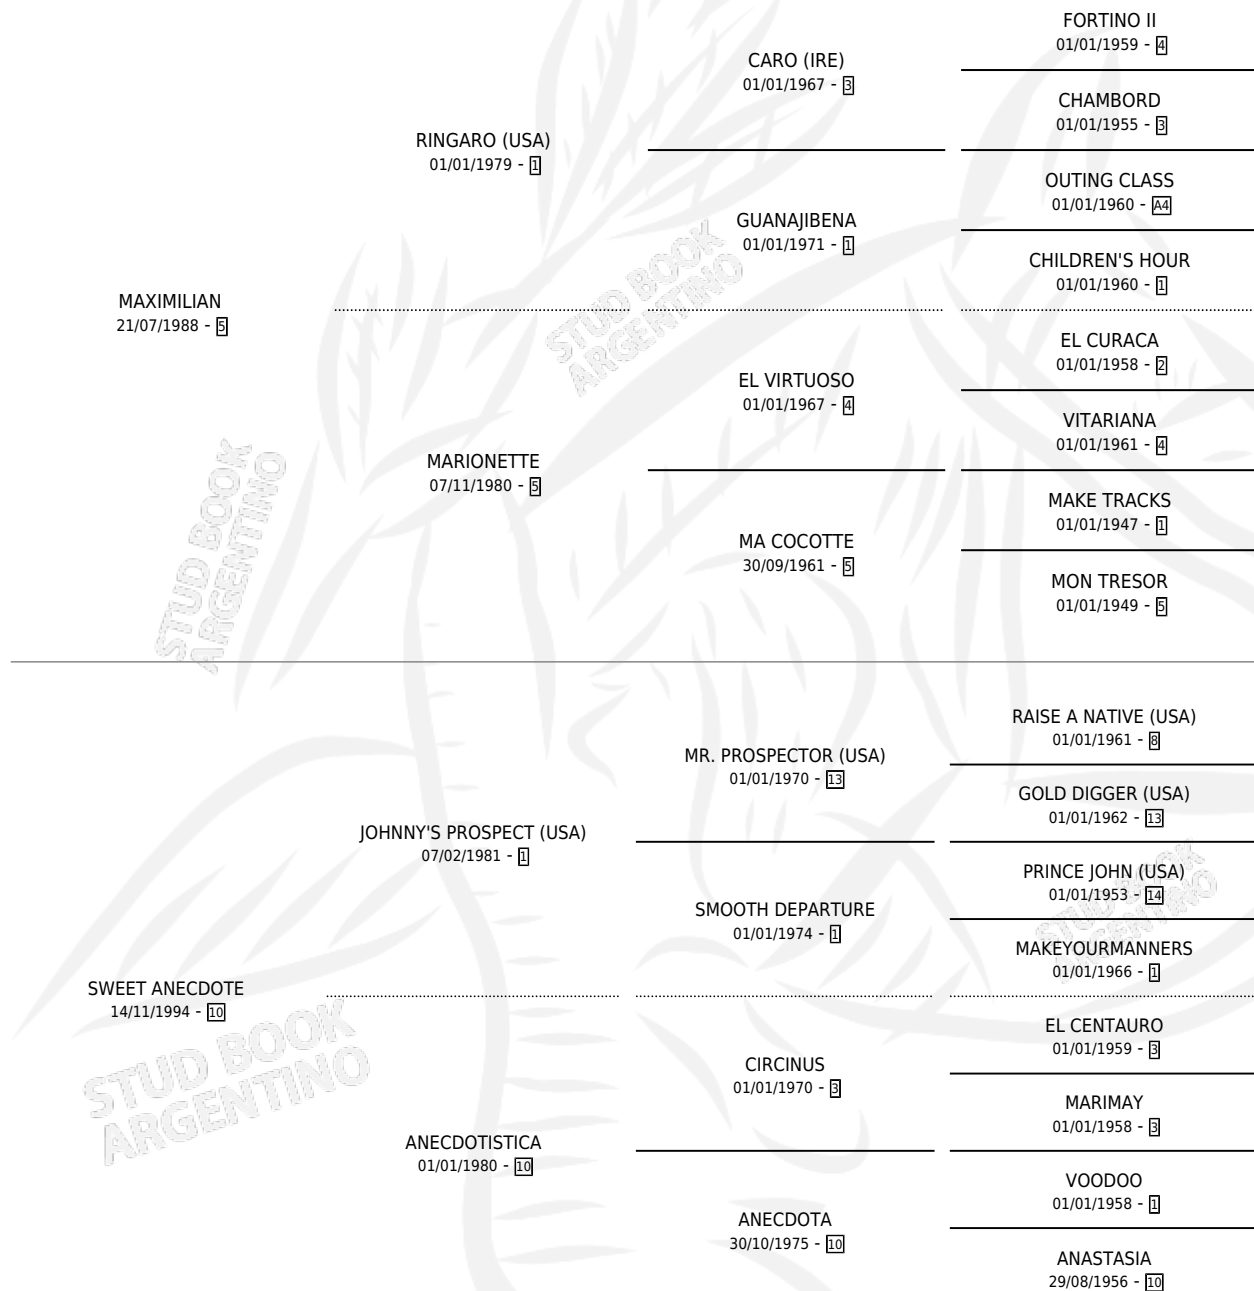 FORTINO II
01/01/1959 - 4
CARO (IRE)
01/01/1967 - 3
CHAMBORD
01/01/1955 - 3
RINGARO (USA)
01/01/1979 - 1
OUTING CLASS
01/01/1960 - A4
GUANAJIBENA
01/01/1971 - 1
CHILDREN'S HOUR
01/01/1960 - 1
MAXIMILIAN
21/07/1988 - 5
EL CURACA
01/01/1958 - 2
EL VIRTUOSO
01/01/1967 - 4
VITARIANA
01/01/1961 - 4
MARIONETTE
07/11/1980 - 5
MAKE TRACKS
01/01/1947 - 1
MA COCOTTE
30/09/1961 - 5
MON TRESOR
01/01/1949 - 5
RAISE A NATIVE (USA)
01/01/1961 - 8
MR. PROSPECTOR (USA)
01/01/1970 - 13
GOLD DIGGER (USA)
01/01/1962 - 13
JOHNNY'S PROSPECT (USA)
07/02/1981 - 1
PRINCE JOHN (USA)
01/01/1953 - 14
SMOOTH DEPARTURE
01/01/1974 - 1
MAKEYOURMANNERS
01/01/1966 - 1
SWEET ANECDOTE
14/11/1994 - 10
EL CENTAURO
01/01/1959 - 3
CIRCINUS
01/01/1970 - 3
MARIMAY
01/01/1958 - 3
ANECDOTISTICA
01/01/1980 - 10
VOODOO
01/01/1958 - 1
ANECDOTA
30/10/1975 - 10
ANASTASIA
29/08/1956 - 10
STUD BOOK
ARGENTINO
STUD BOOK
ARGENTINO
STUD BOOK
ARGENTINO
STUD BOOK
ARGENTINO